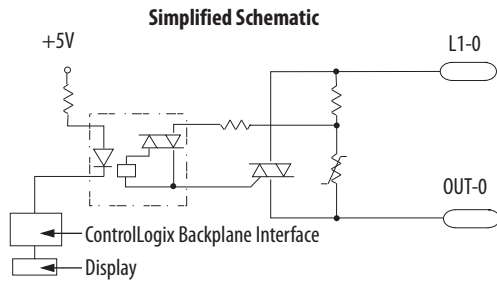 Simplified Schematic
+5V
L1-0
OUT-0
ControlLogix Backplane Interface
Display